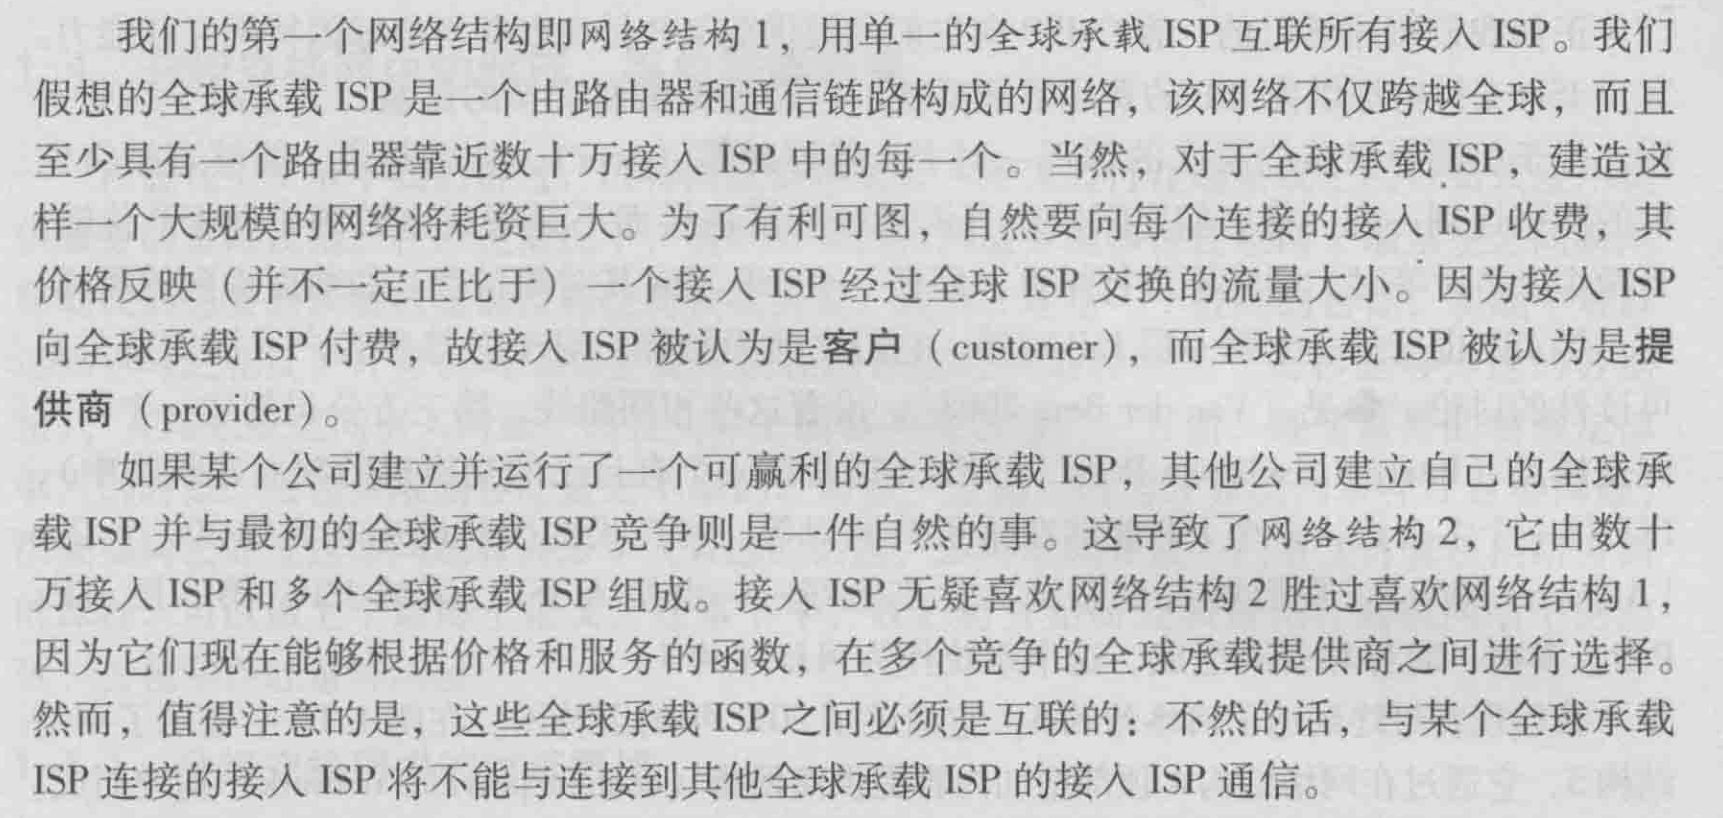 我们的第一个网络结构即网络结构1，用单一的全球承载 ISP 互联所有接入 ISP。我们
假想的全球承载 ISP 是一个由路由器和通信链路构成的网络，该网络不仅跨越全球，而且
至少具有一个路由器靠近数十万接入 ISP 中的每一个。当然，对于全球承载 ISP，建造这
样一个大规模的网络将耗资巨大。为了有利可图，自然要向每个连接的接入 ISP 收费，其
价格反映（并不一定正比于）一个接入 ISP 经过全球 ISP 交换的流量大小。因为接入 ISP
向全球承载 ISP 付费，故接入 ISP 被认为是客户（customer），而全球承载 ISP 被认为是提
供商（provider）。
如果某个公司建立并运行了一个可赢利的全球承载 ISP，其他公司建立自己的全球承
载 ISP 并与最初的全球承载 ISP 竞争则是一件自然的事。这导致了网络结构2，它由数十
万接入 ISP 和多个全球承载 ISP 组成。接入 ISP 无疑喜欢网络结构2胜过喜欢网络结构1，
因为它们现在能够根据价格和服务的函数，在多个竞争的全球承载提供商之间进行选择。
然而，值得注意的是，这些全球承载 ISP 之间必须是互联的：不然的话，与某个全球承载
ISP 连接的接入 ISP 将不能与连接到其他全球承载 ISP 的接入 ISP 通信。